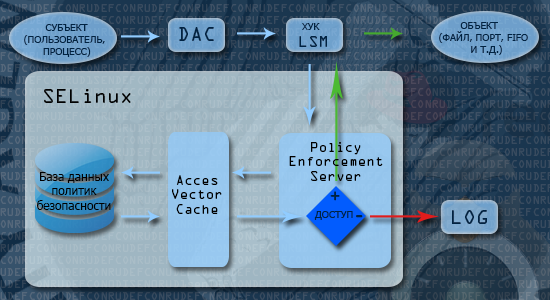 СУБЪЕКТ
(ПОЛЬЗОВАТЕЛЬ,
ПРОЦЕСС)
DAC
ХУК
LSM
ОБЪЕКТ
(ФАЙЛ, ПОРТ, FIFO
И Т.Д.)
SELinux
База данных
политик
безопасности
Acces
Vector
Cache
Policy
Enforcement
Server
+
ДОСТУП -
LOG